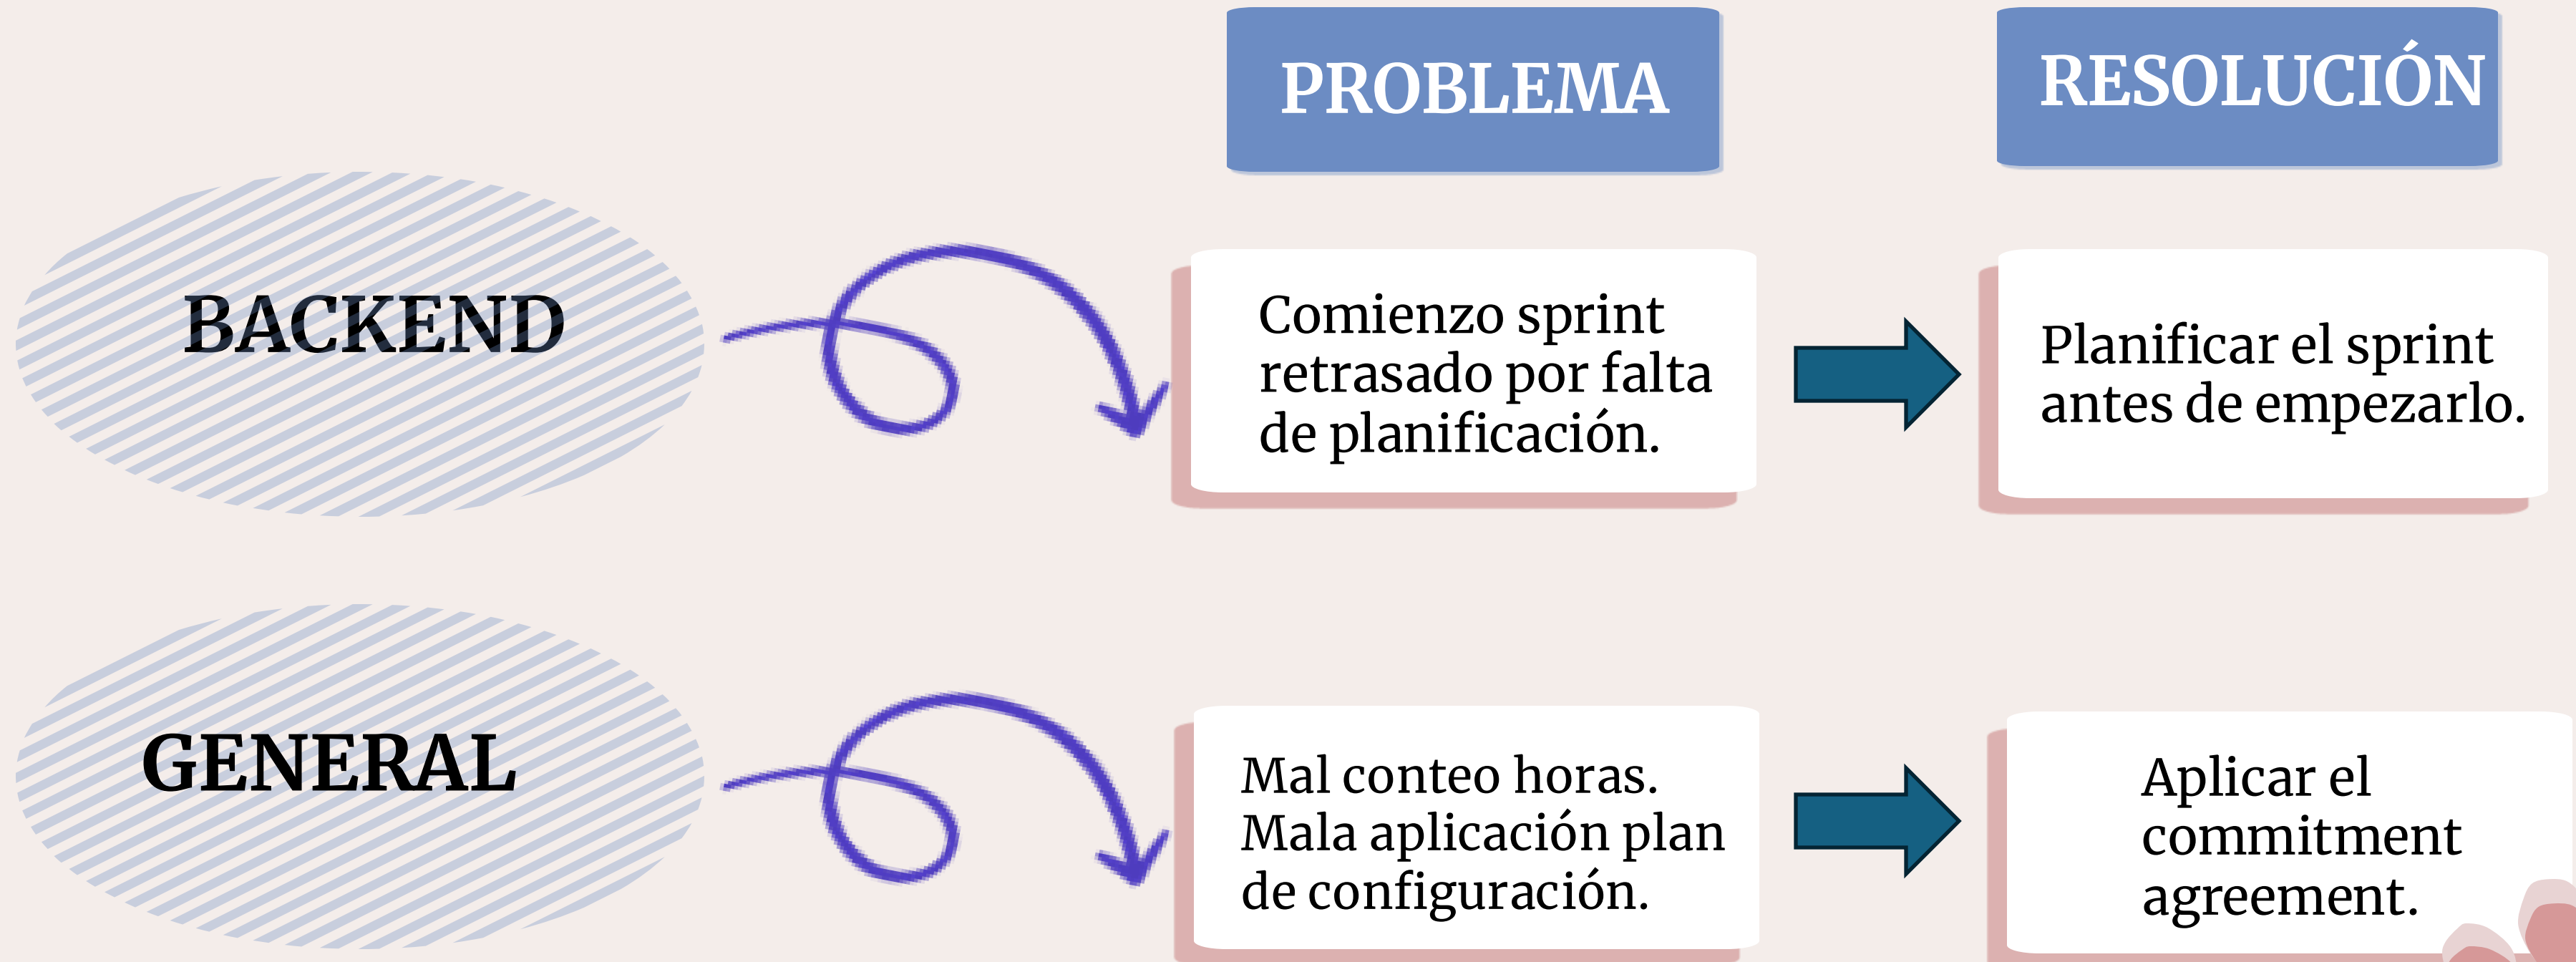 PROBLEMA
RESOLUCIÓN
BACKEND
Comienzo sprint
retrasado por falta
de planificación.
Planificar el sprint
antes de empezarlo.
GENERAL
Mal conteo horas.
Mala aplicación plan
de configuración.
Aplicar el
commitment
agreement.